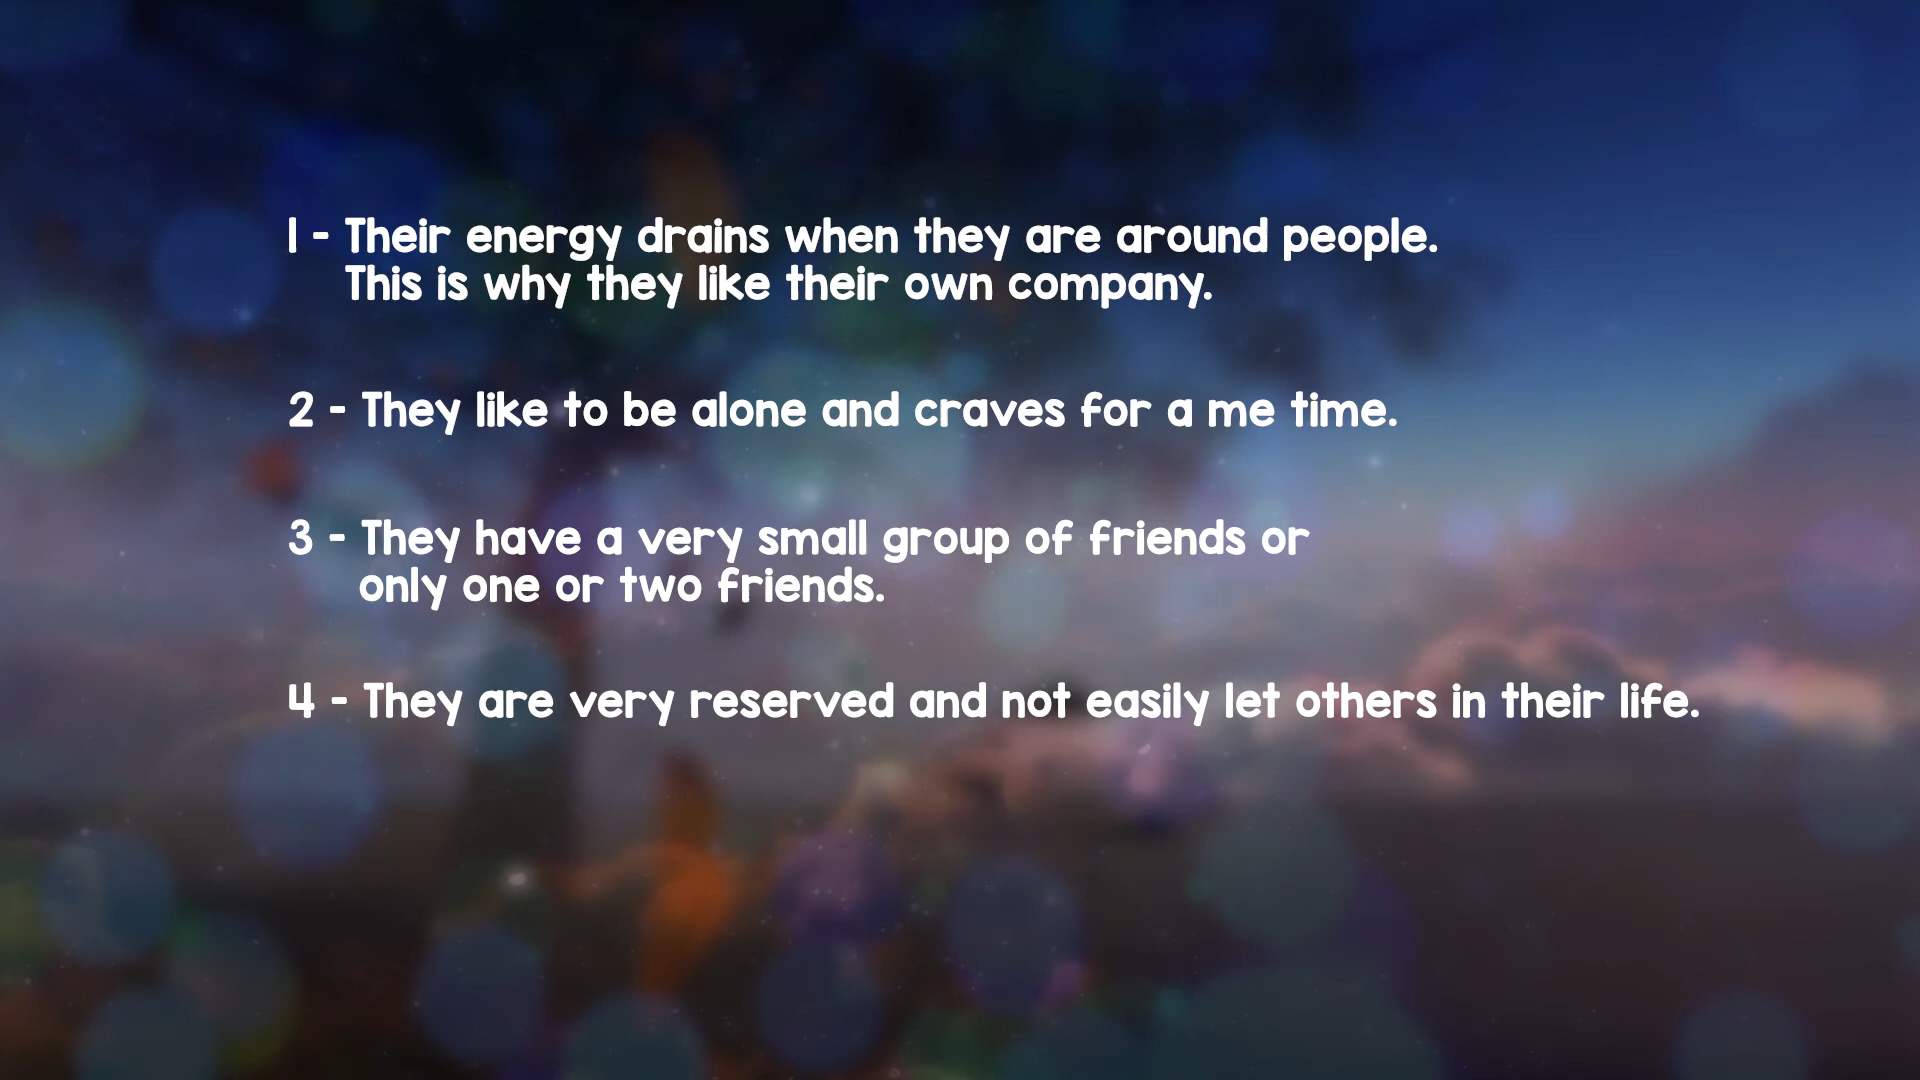 1 - Their energy drains when they are around people.
This is why they like their own company.
2 - They like to be alone and craves for a me time.
3 - They have a very small group of friends or
only one or two friends.
4 - They are very reserved and not easily let others in their life.